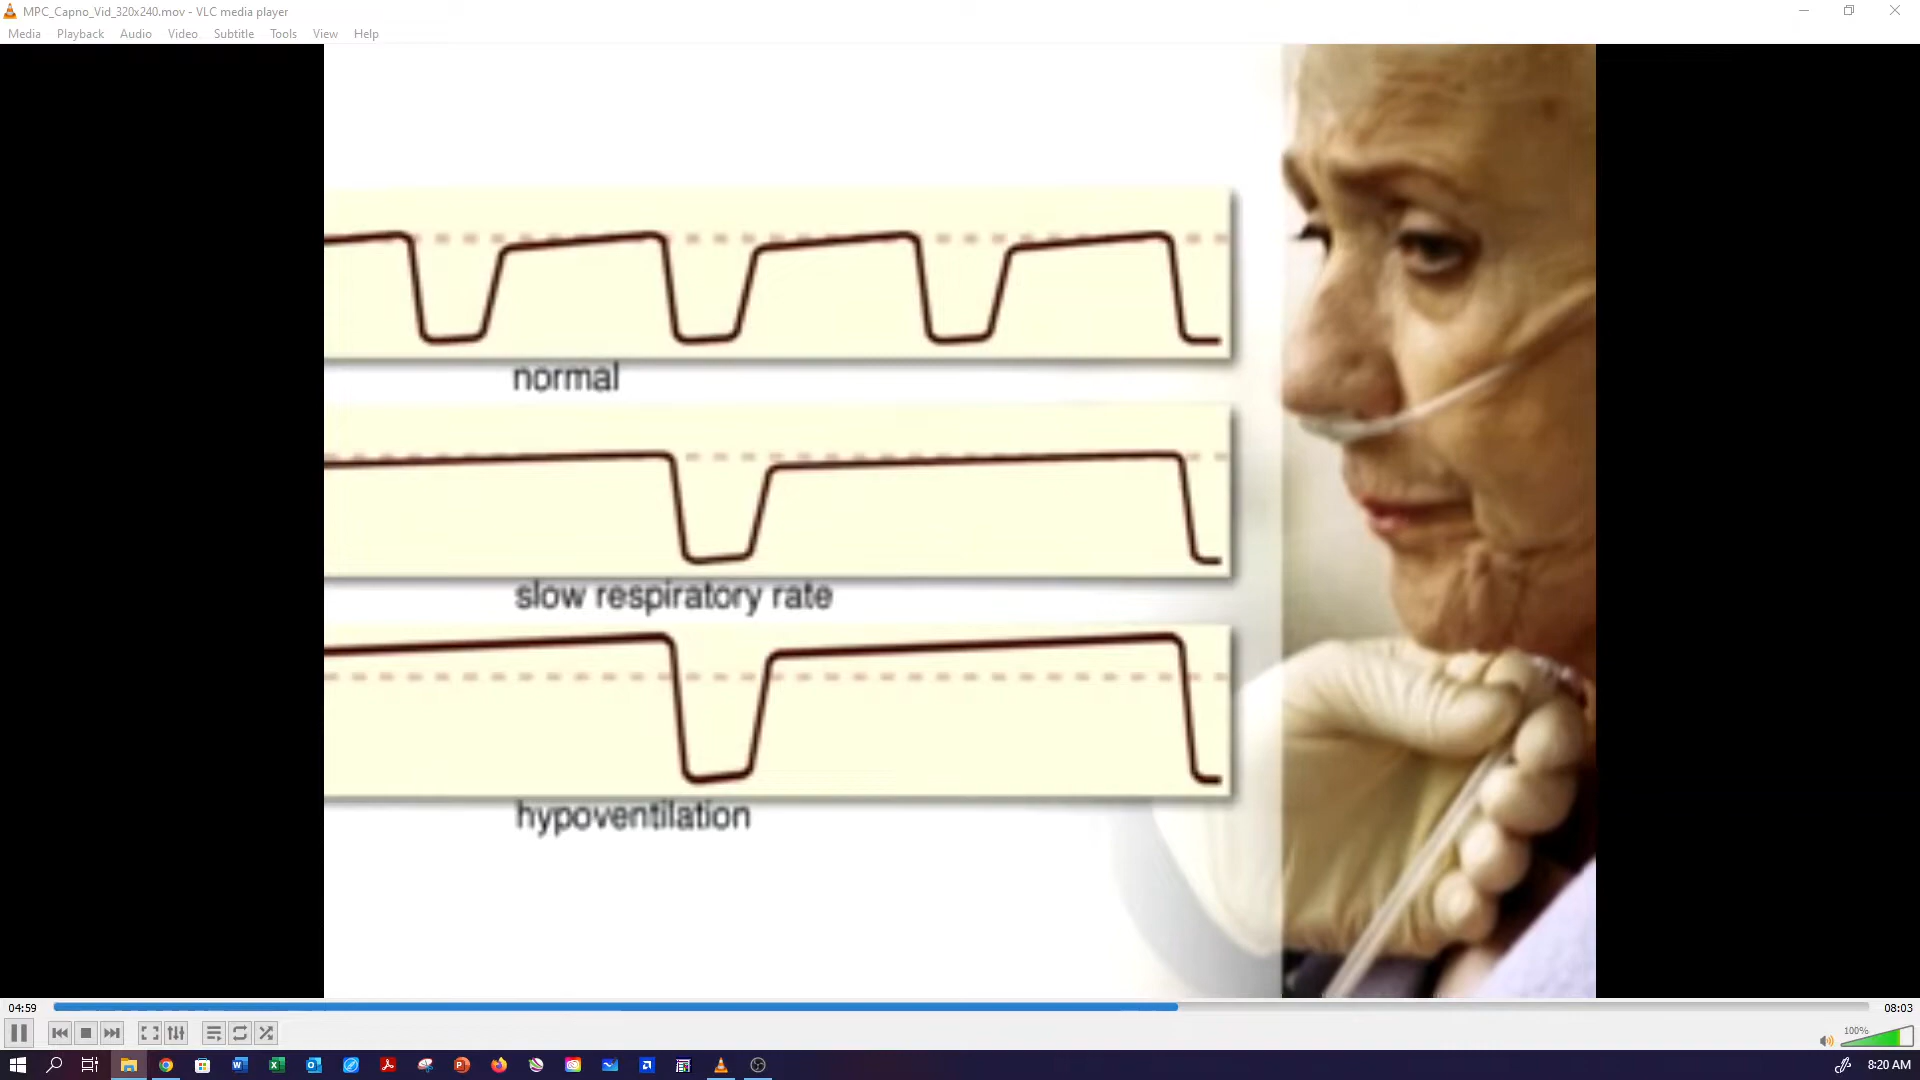 MPC_Capno_Vid_320x240.mov - VLC media player
Media Playback Audio Video Subtitle Tools View Help
normal
slow respiratory rate
hypoventilation
04:59
08:03
100%
8:20 AM